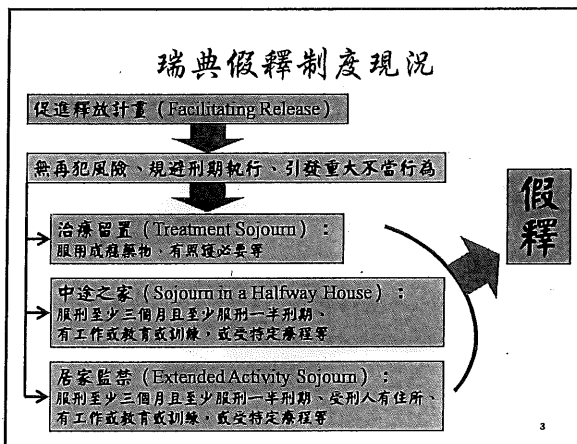 瑞典假釋制度現況
促進釋放計畫（Facilitating Release）
無再犯風險、規避刑期執行、引發重大不當行為
治療留置（Treatment Sojourn）：
服用成癮藥物、有照護必要等
中途之家（Sojourn in a Halfway House）：
服刑至少三個月且至少服刑一半刑期、
有工作或教育或訓練，或受特定療程等
居家監禁（Extended Activity Sojourn）：
服刑至少三個月且至少服刑一半刑期、受刑人有住所、
有工作或教育或訓練，或受特定療程等
假釋
3